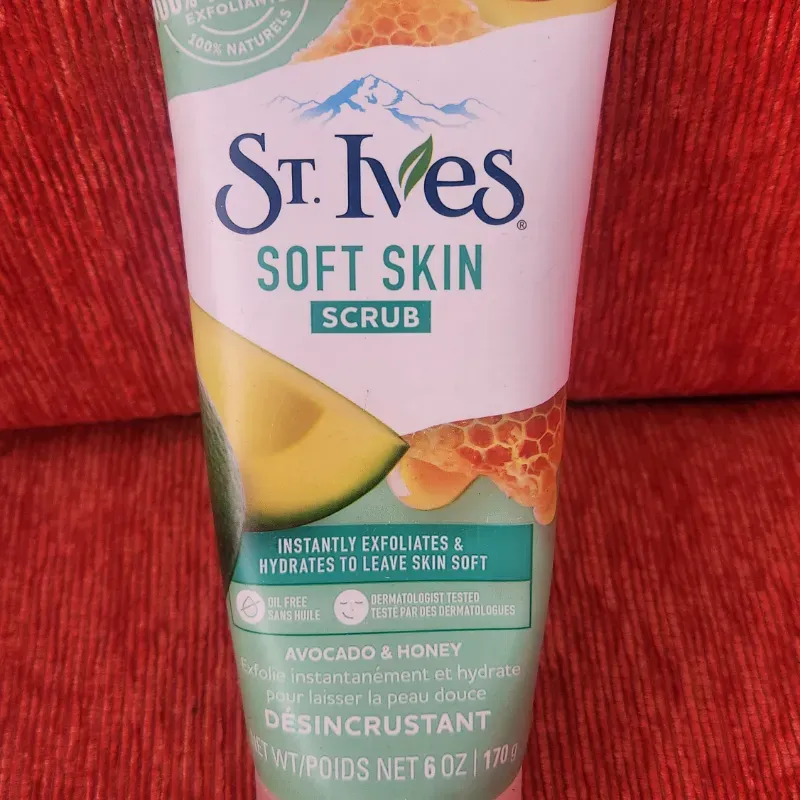 100%
EXFOLIANT
100% NATURELS
ST. IVES®
SOFT SKIN
SCRUB
INSTANTLY EXFOLIATES &
HYDRATES TO LEAVE SKIN SOFT
OIL FREE
SANS HUILE
DERMATOLOGIST TESTED
TESTÉ PAR DES DERMATOLOGUES
AVOCADO & HONEY
Exfolie instantanément et hydrate
pour laisser la peau douce
DÉSINCRUSTANT
NET WT/POIDS NET 6 OZ | 170 g